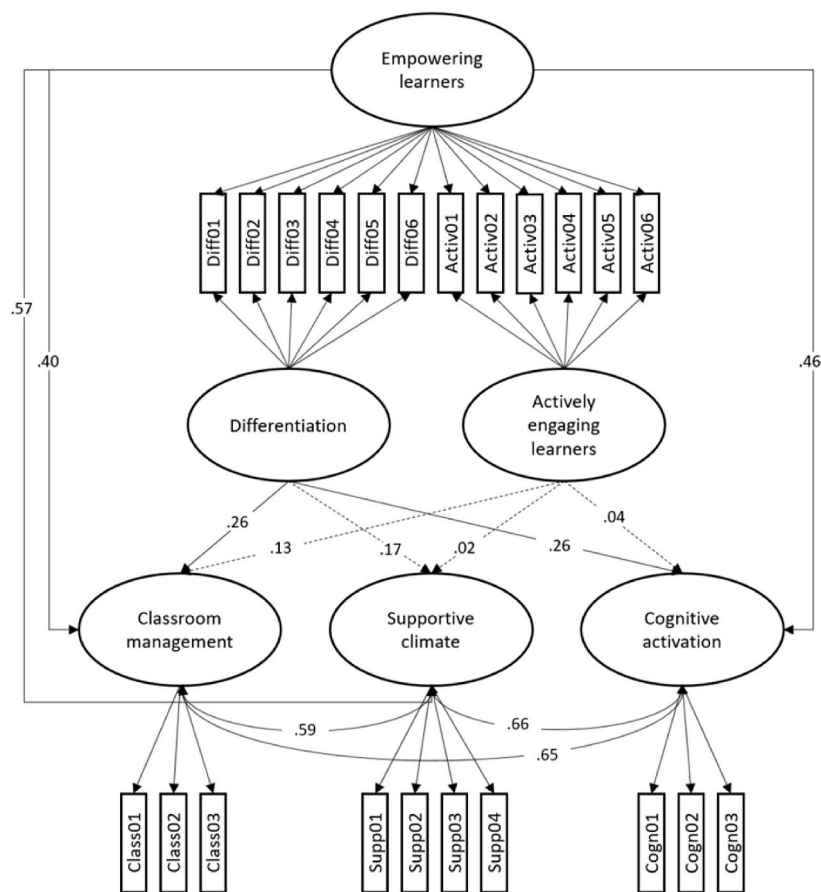 Empowering
learners
Diff01
Diff02
Diff03
Diff04
Diff05
Diff06
Activ01
Activ02
Activ03
Activ04
Activ05
Activ06
.57
.40
.46
Differentiation
Actively
engaging
learners
.26
.13
.17
.02
.26
.04
Classroom
management
Supportive
climate
Cognitive
activation
.59
.66
.65
Class01
Class02
Class03
Supp01
Supp02
Supp03
Supp04
Cogn01
Cogn02
Cogn03